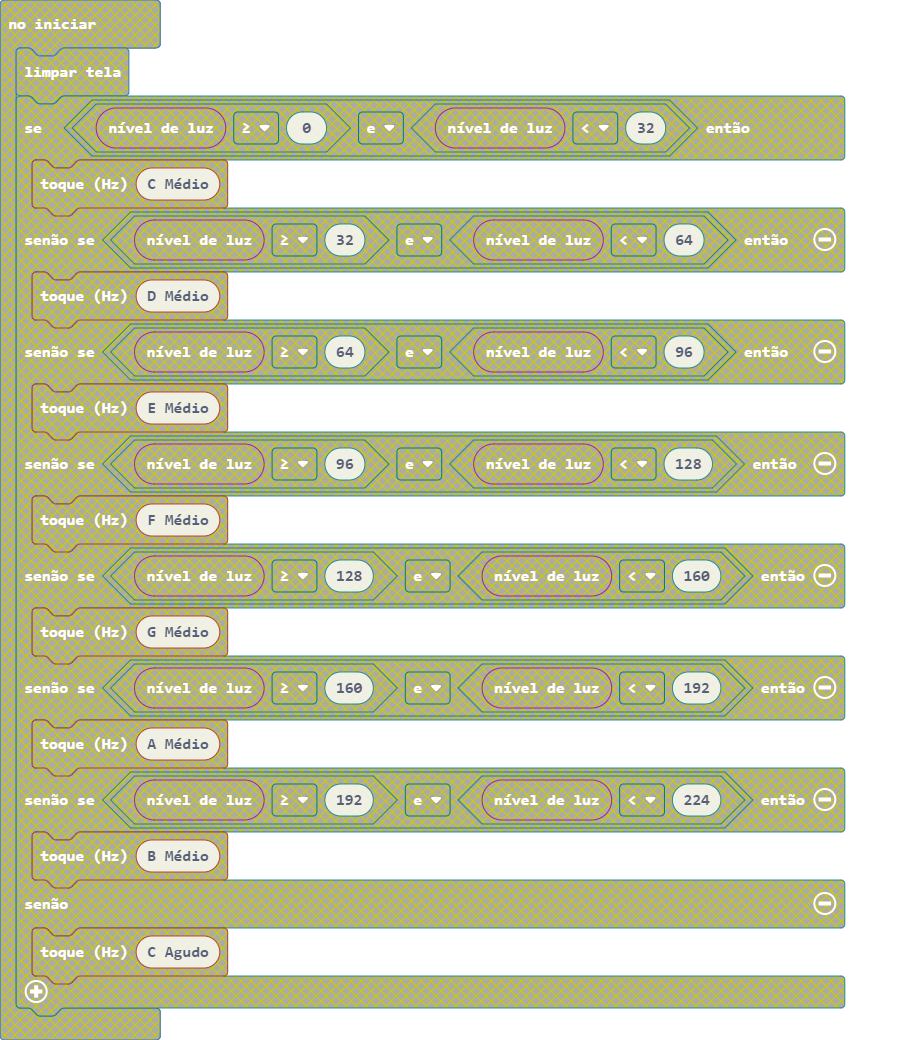 no iniciar
limpar tela
se nível de luz ≥ 0 e nível de luz < 32 então
toque (Hz) C Médio
senão se nível de luz ≥ 32 e nível de luz < 64 então
toque (Hz) D Médio
senão se nível de luz ≥ 64 e nível de luz < 96 então
toque (Hz) E Médio
senão se nível de luz ≥ 96 e nível de luz < 128 então
toque (Hz) F Médio
senão se nível de luz ≥ 128 e nível de luz < 160 então
toque (Hz) G Médio
senão se nível de luz ≥ 160 e nível de luz < 192 então
toque (Hz) A Médio
senão se nível de luz ≥ 192 e nível de luz < 224 então
toque (Hz) B Médio
senão
toque (Hz) C Agudo